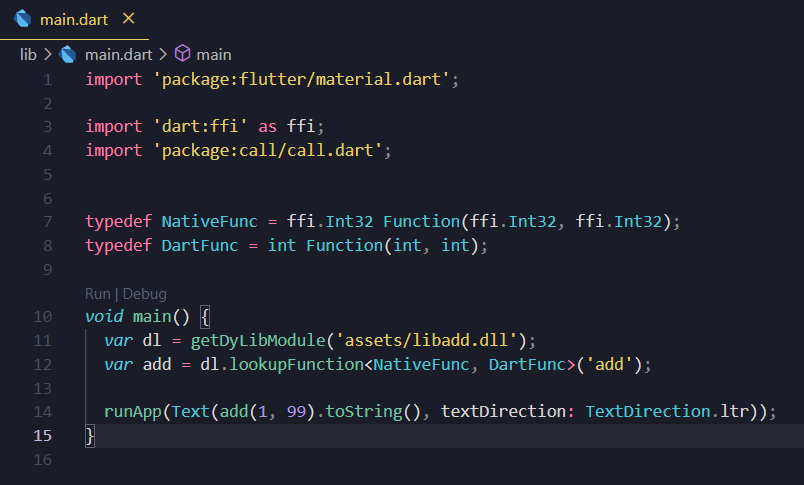 main.dart ×
lib > main.dart > main
1 import 'package:flutter/material.dart';
2
3 import 'dart:ffi' as ffi;
4 import 'package:call/call.dart';
5
6
7 typedef NativeFunc = ffi.Int32 Function(ffi.Int32, ffi.Int32);
8 typedef DartFunc = int Function(int, int);
9
Run | Debug
10 void main() {
11   var dl = getDyLibModule('assets/libadd.dll');
12   var add = dl.lookupFunction<NativeFunc, DartFunc>('add');
13
14   runApp(Text(add(1, 99).toString(), textDirection: TextDirection.ltr));
15 }
16